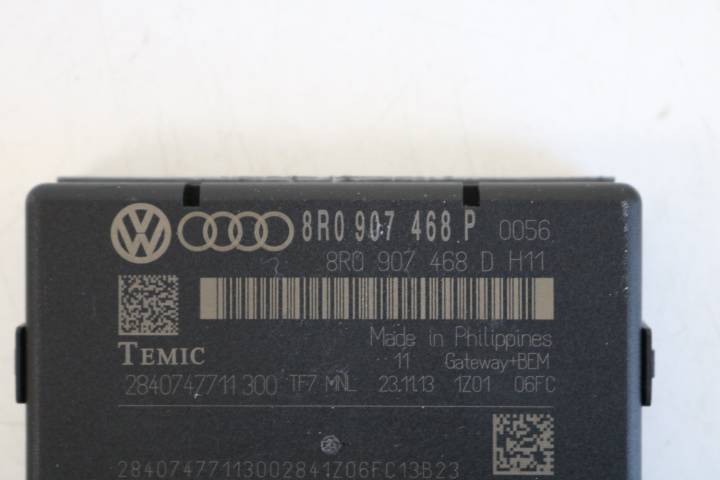 8R0 907 468 P 0056
8R0 907 468 D H11
Made in Philippines
TEMIC
11 Gateway+BEM
2840747711300 TF7 MNL 23.11.13 1Z01 06FC
28407477113002841Z06FC13B23